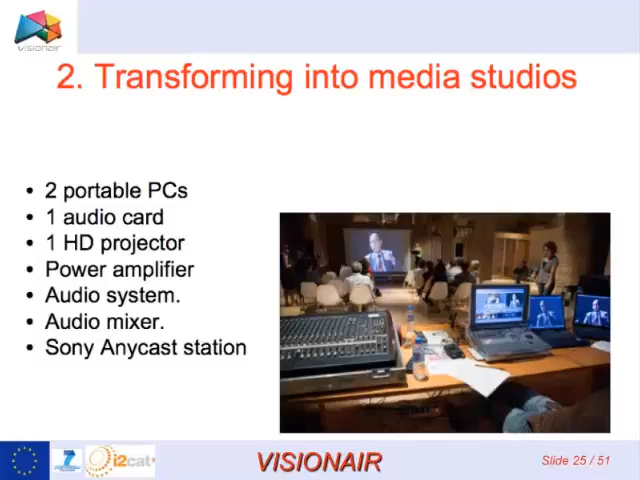 VISIONAIR
2. Transforming into media studios
• 2 portable PCs
• 1 audio card
• 1 HD projector
• Power amplifier
• Audio system.
• Audio mixer.
• Sony Anycast station
7
i2cat
VISIONAIR
Slide 25 / 51